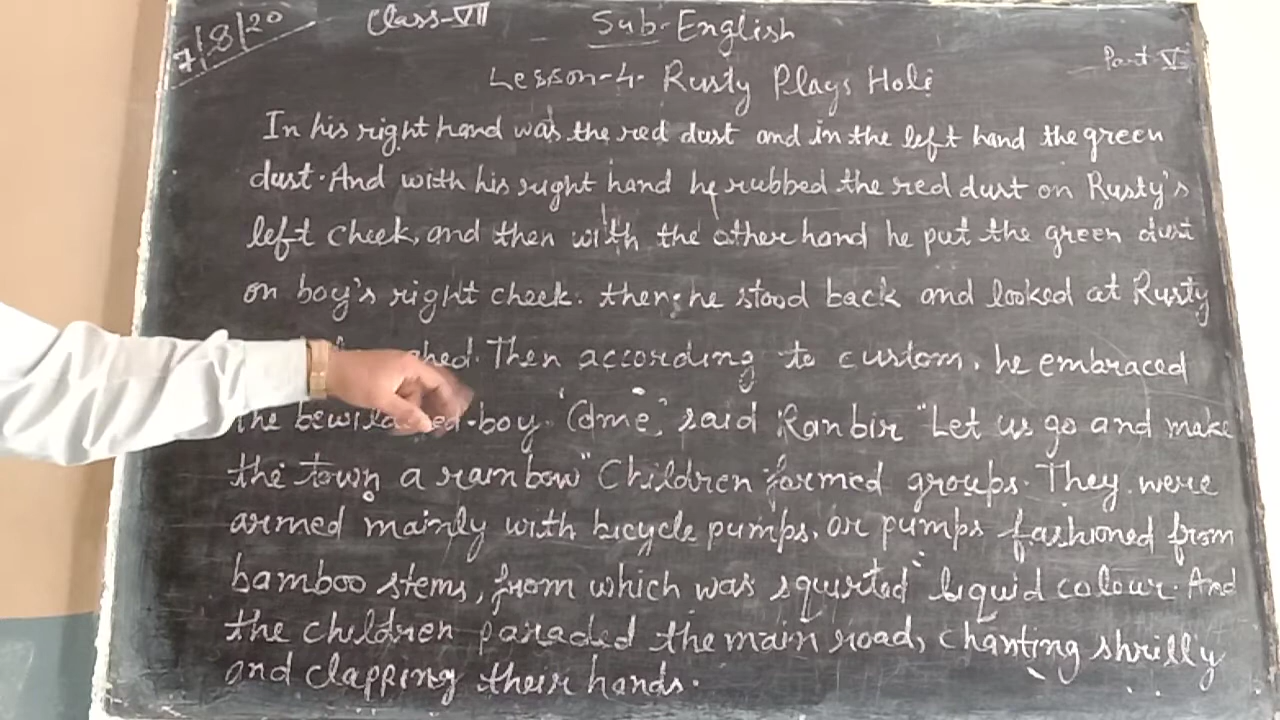 7/8/20 Class-VII Sub-English
Part V
Lesson-4. Rusty Plays Holi
In his right hand was the red dust and in the left hand the green
dust. And with his right hand he rubbed the red dust on Rusty's
left cheek, and then with the other hand he put the green dust
on boy's right cheek. then he stood back and looked at Rusty
Then according to custom, he embraced
the boy. "Come", said Ranbir "Let us go and make
the town a rainbow" Children formed groups. They were
armed mainly with bicycle pumps, or pumps fashioned from
bamboo stems, from which was squirted liquid colour. And
the children paraded the main road, chanting shrilly
and clapping their hands.